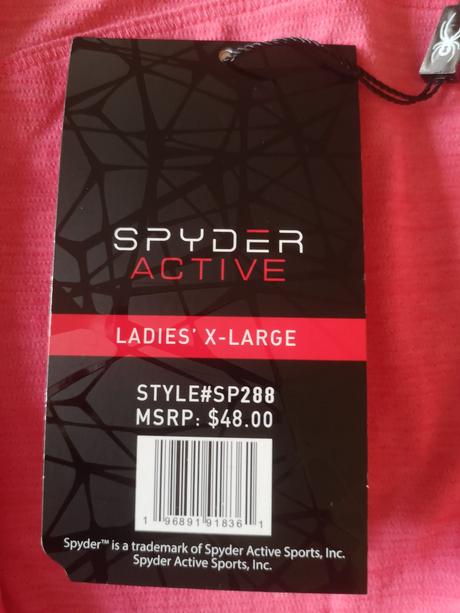 SPYDER
ACTIVE
LADIES' X-LARGE
STYLE#SP288
MSRP: $48.00
1 96891 91836 1
Spyder™ is a trademark of Spyder Active Sports, Inc.
Spyder Active Sports, Inc.